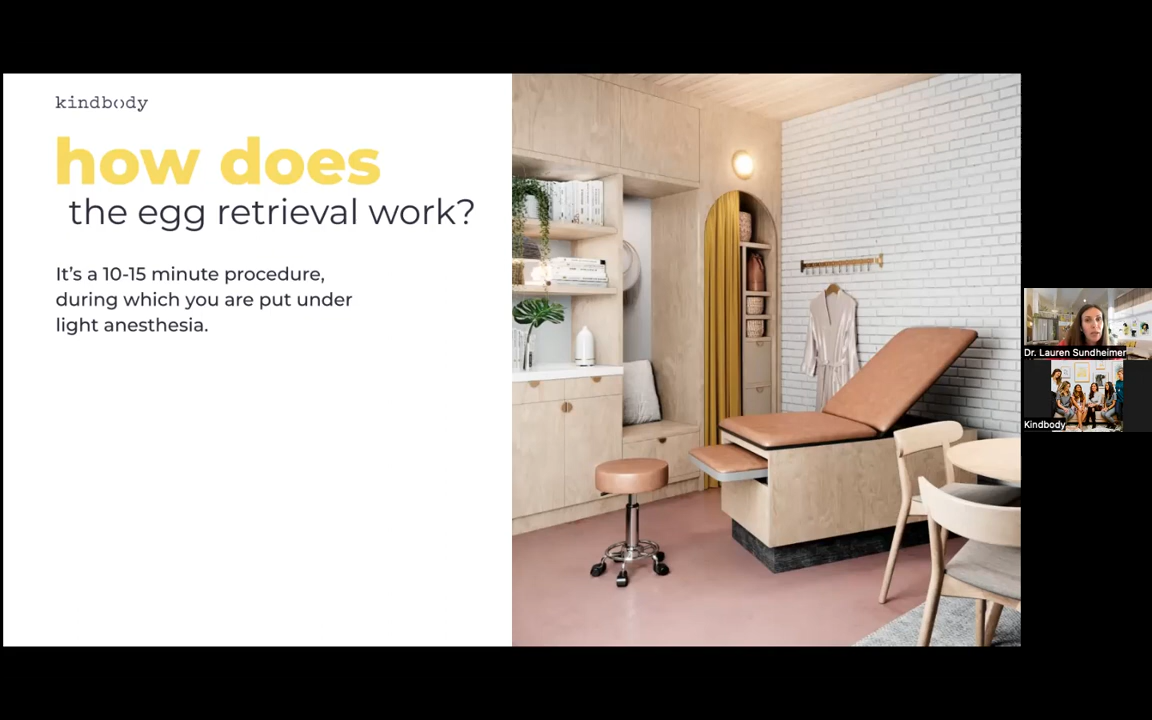 kindbody
how does
the egg retrieval work?
It's a 10-15 minute procedure,
during which you are put under
light anesthesia.
Dr. Lauren Sundheimer
Kindbody